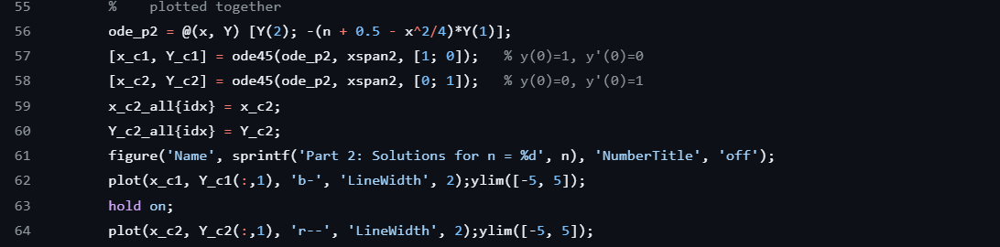 55 %    plotted together
56 ode_p2 = @(x, Y) [Y(2); -(n + 0.5 - x^2/4)*Y(1)];
57 [x_c1, Y_c1] = ode45(ode_p2, xspan2, [1; 0]);   % y(0)=1, y'(0)=0
58 [x_c2, Y_c2] = ode45(ode_p2, xspan2, [0; 1]);   % y(0)=0, y'(0)=1
59 x_c2_all{idx} = x_c2;
60 Y_c2_all{idx} = Y_c2;
61 figure('Name', sprintf('Part 2: Solutions for n = %d', n), 'NumberTitle', 'off');
62 plot(x_c1, Y_c1(:,1), 'b-', 'LineWidth', 2);ylim([-5, 5]);
63 hold on;
64 plot(x_c2, Y_c2(:,1), 'r--', 'LineWidth', 2);ylim([-5, 5]);